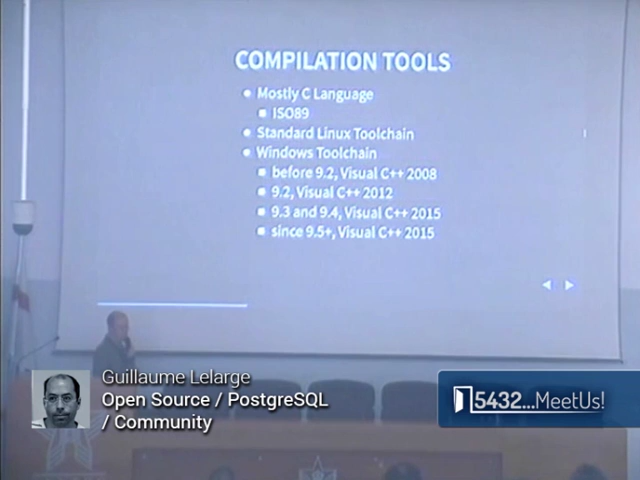 COMPILATION TOOLS
Mostly C Language
ISO89
Standard Linux Toolchain
Windows Toolchain
before 9.2, Visual C++ 2008
9.2, Visual C++ 2012
9.3 and 9.4, Visual C++ 2015
since 9.5+, Visual C++ 2015
Guillaume Lelarge
Open Source / PostgreSQL
/ Community
5432...MeetUs!